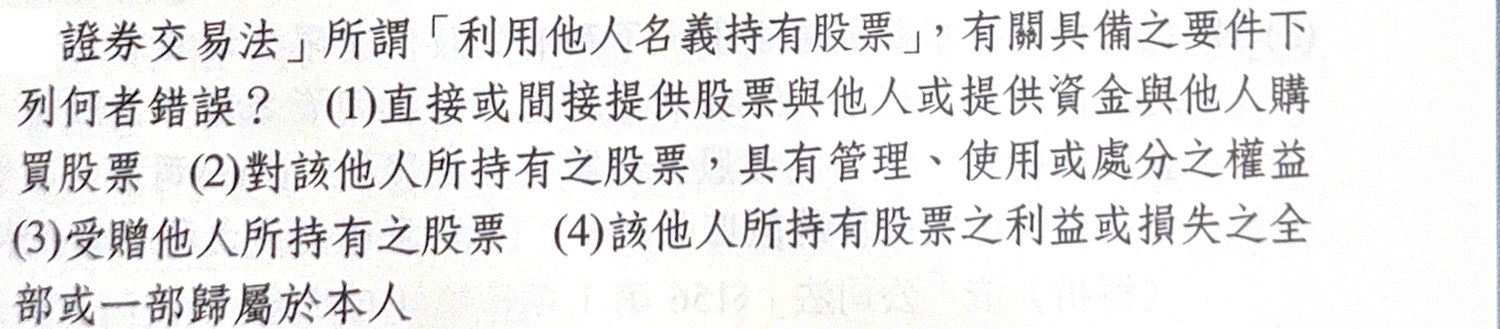 證券交易法」所謂「利用他人名義持有股票」，有關具備之要件下
列何者錯誤？ (1)直接或間接提供股票與他人或提供資金與他人購
買股票 (2)對該他人所持有之股票，具有管理、使用或處分之權益
(3)受贈他人所持有之股票 (4)該他人所持有股票之利益或損失之全
部或一部歸屬於本人